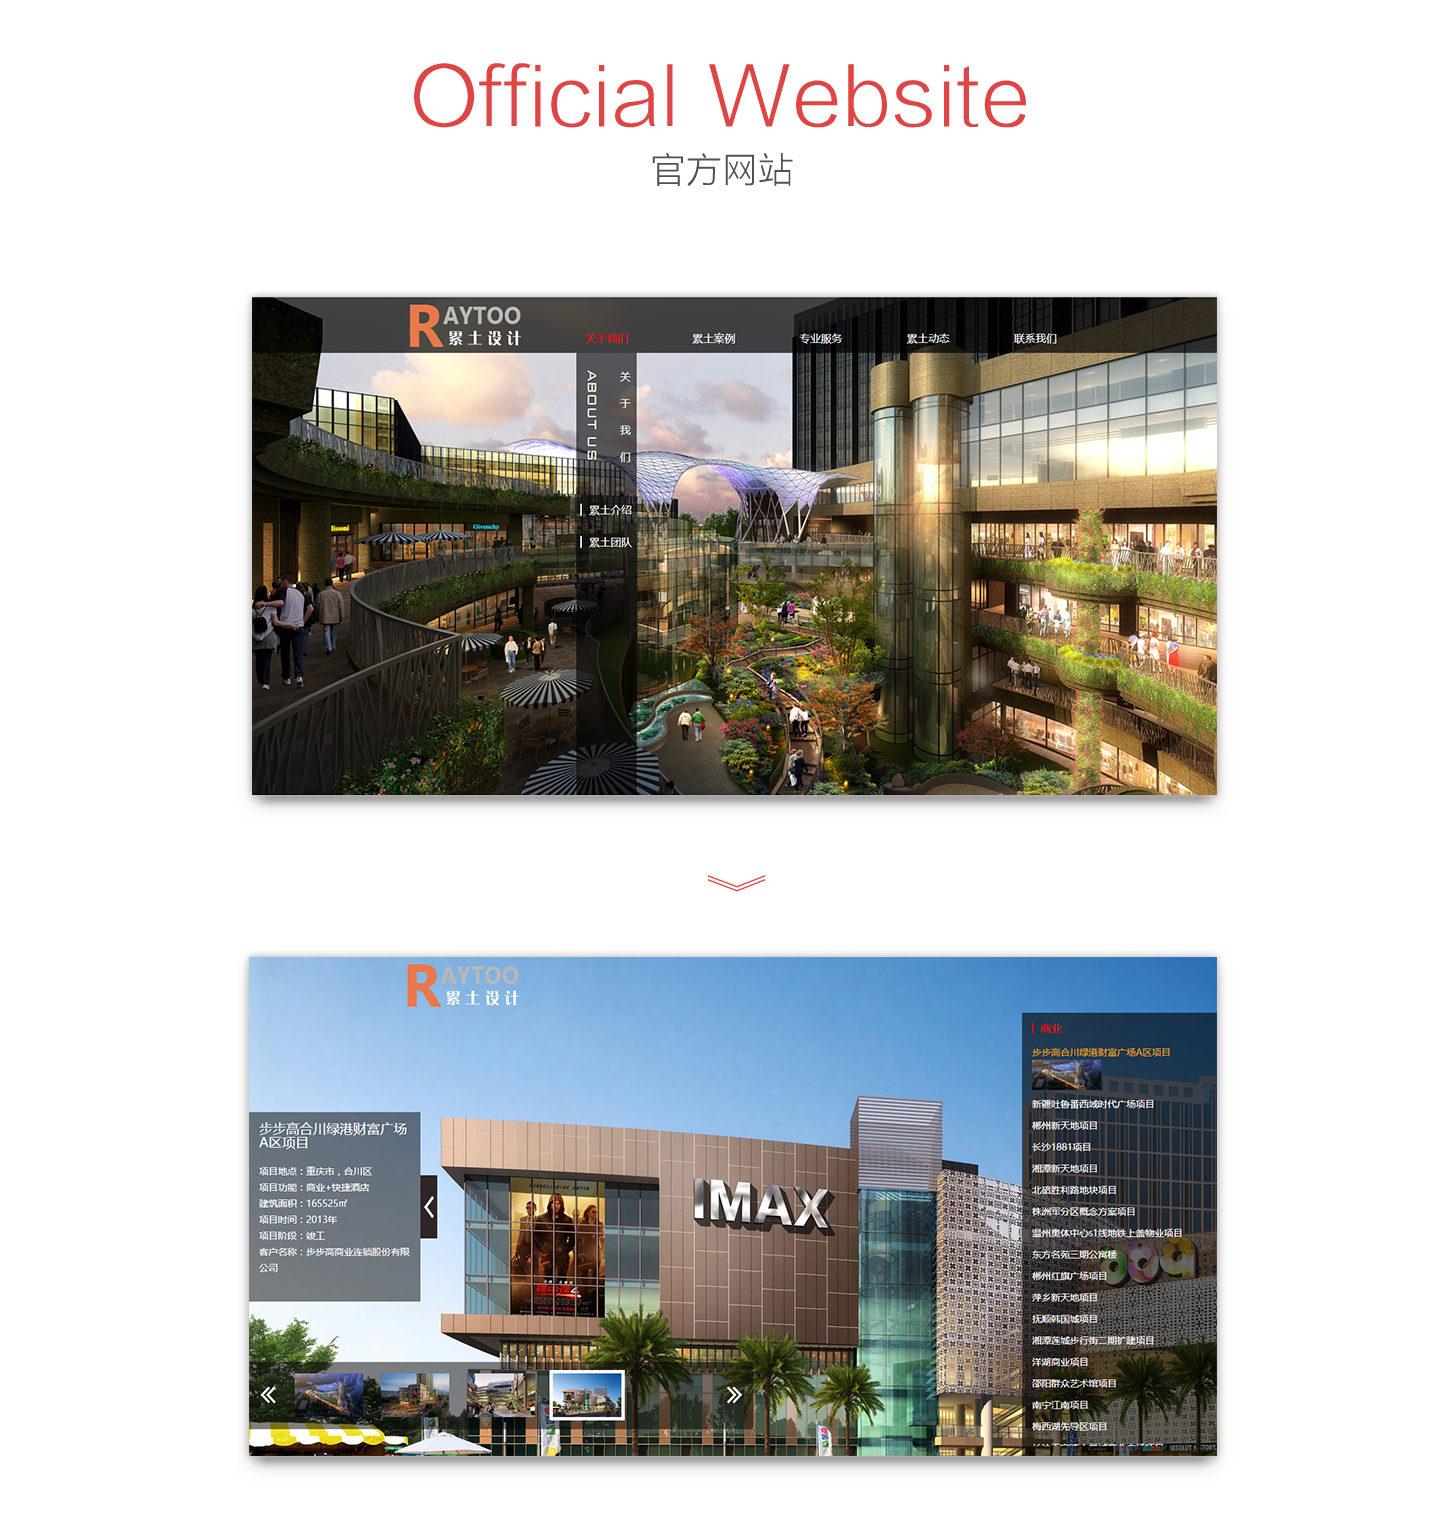 Official Website
官方网站
RAYTOO
累土设计
关于我们
累土案例
专业服务
累土动态
联系我们
ABOUT US
关于我们
累土介绍
累土团队
lissoni
Givenchy
RAYTOO
累土设计
商业
步步高合川绿港财富广场A区项目
新疆吐鲁番西域时代广场项目
郴州新天地项目
长沙1881项目
湘潭新天地项目
北碚胜利路地块项目
株洲军分区概念方案项目
温州奥体中心s1线地铁上盖物业项目
东方名苑三期公寓楼
郴州红旗广场项目
萍乡新天地项目
抚顺韩国城项目
湘潭莲城步行街二期扩建项目
洋湖商业项目
邵阳群众艺术馆项目
南宁江南项目
梅西湖先导区项目
步步高合川绿港财富广场
A区项目
项目地点：重庆市，合川区
项目功能：商业+快捷酒店
建筑面积：165525㎡
项目时间：2013年
项目阶段：竣工
客户名称：步步高商业连锁股份有限
公司
IMAX